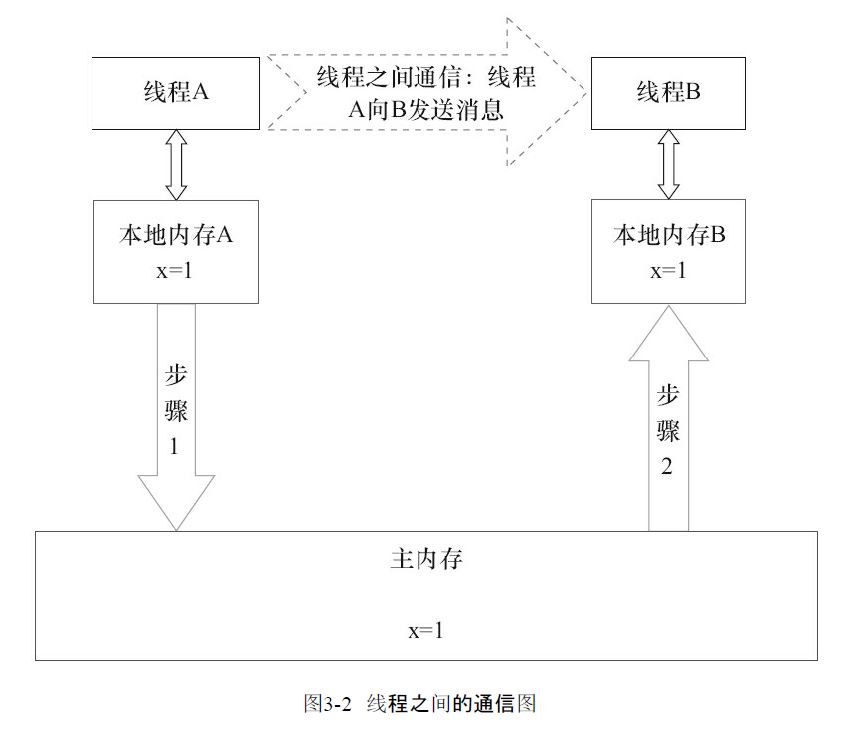 线程A
线程之间通信：线程
A向B发送消息
线程B
本地内存A
x=1
本地内存B
x=1
步
骤
1
步
骤
2
主内存
x=1
图3-2 线程之间的通信图